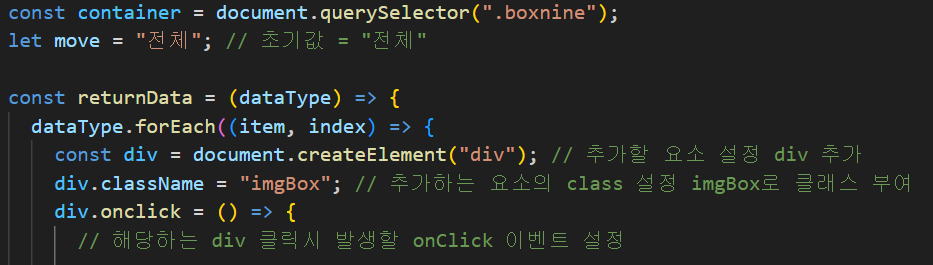 const container = document.querySelector(".boxnine");
let move = "전체"; // 초기값 = "전체"
const returnData = (dataType) => {
dataType.forEach((item, index) => {
const div = document.createElement("div"); // 추가할 요소 설정 div 추가
div.className = "imgBox"; // 추가하는 요소의 class 설정 imgBox로 클래스 부여
div.onclick = () => {
// 해당하는 div 클릭시 발생할 onClick 이벤트 설정